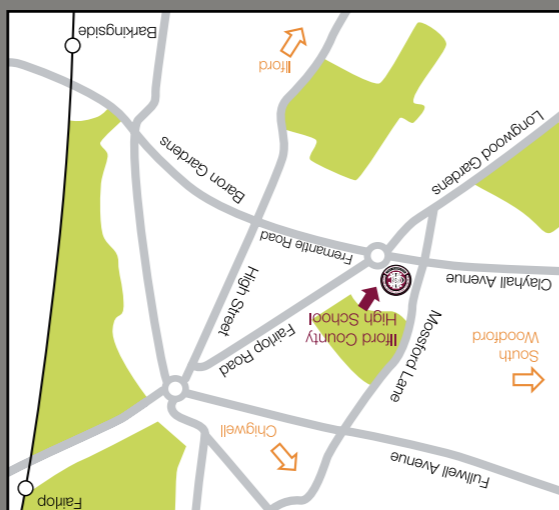 Fairlop
Fullwell Avenue
Chigwell
Mossford Lane
South
Woodford
Fairlop Road
Ilford County
High School
High Street
Clayhall Avenue
Fremantle Road
Baron Gardens
Longwood Gardens
Ilford
Barkingside